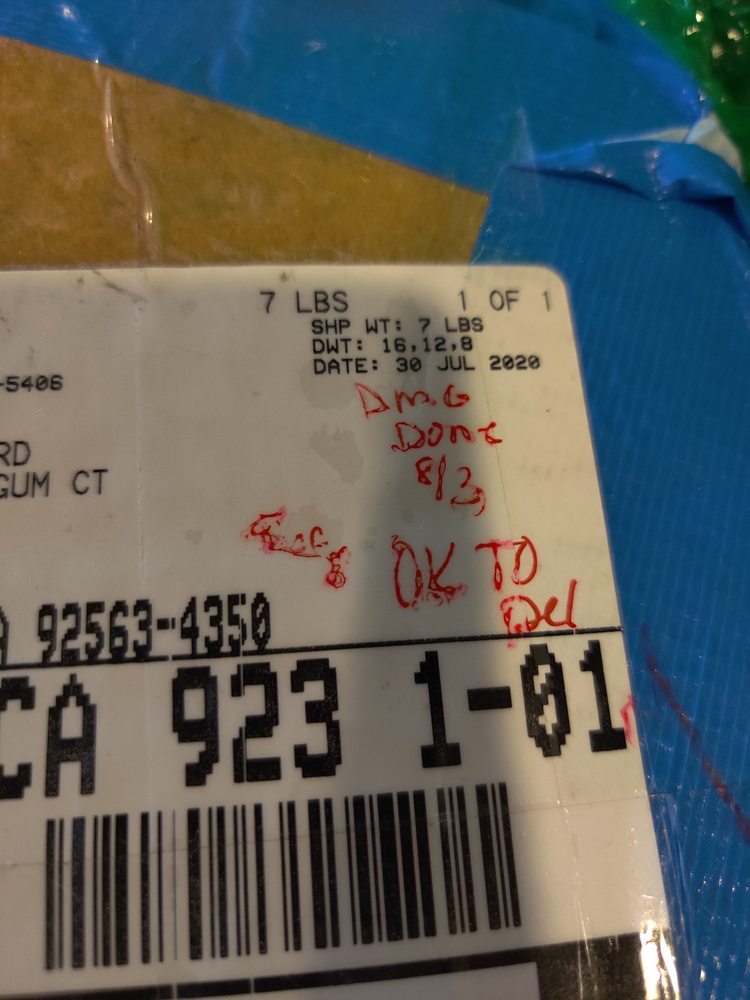 7 LBS 1 OF 1
SHP WT: 7 LBS
DWT: 16,12,8
DATE: 30 JUL 2020
-5406
DMG
Done
8/3
RD
GUM CT
OK TO
Del
A 92563-4350
CA 923 1-01